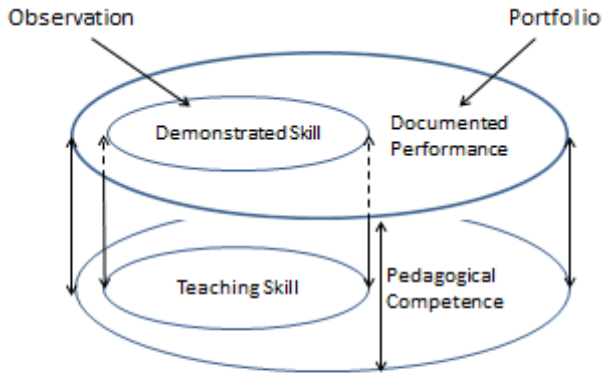 Observation
Portfolio
Demonstrated Skill
Documented
Performance
Teaching Skill
Pedagogical
Competence